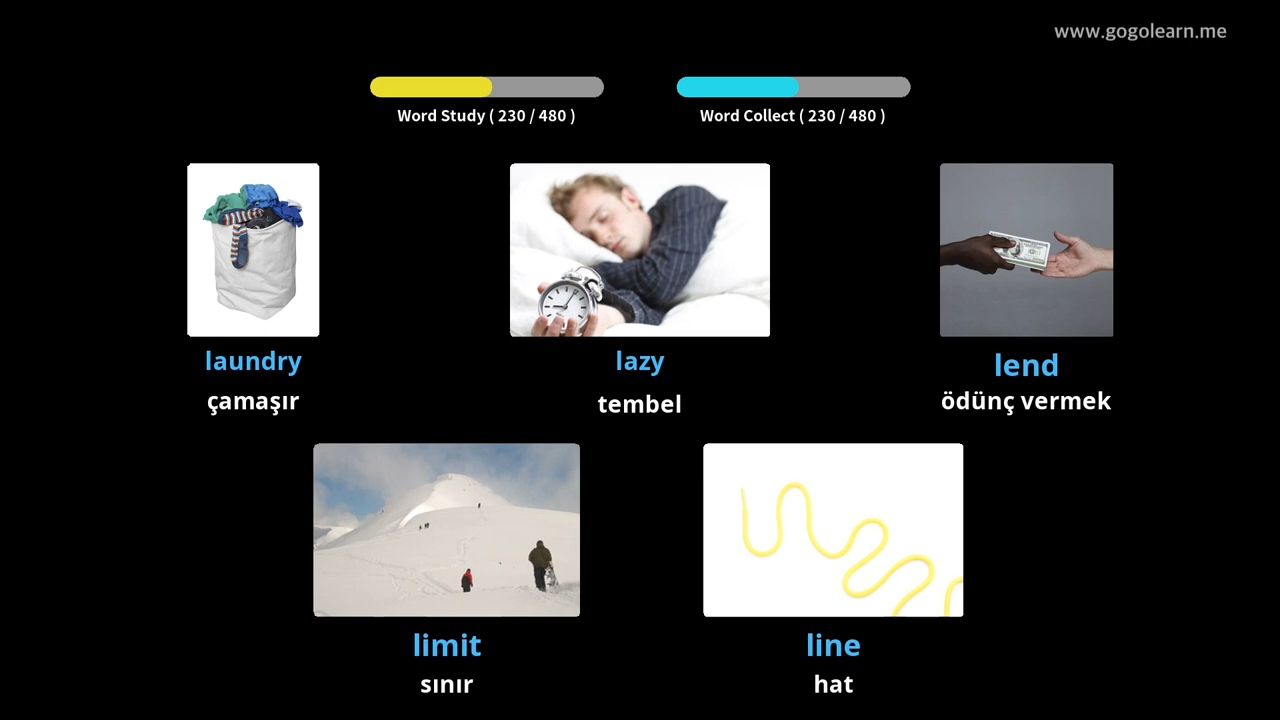 www.gogolearn.me
Word Study ( 230 / 480 )
Word Collect ( 230 / 480 )
laundry
çamaşır
lazy
tembel
lend
ödünç vermek
limit
sınır
line
hat